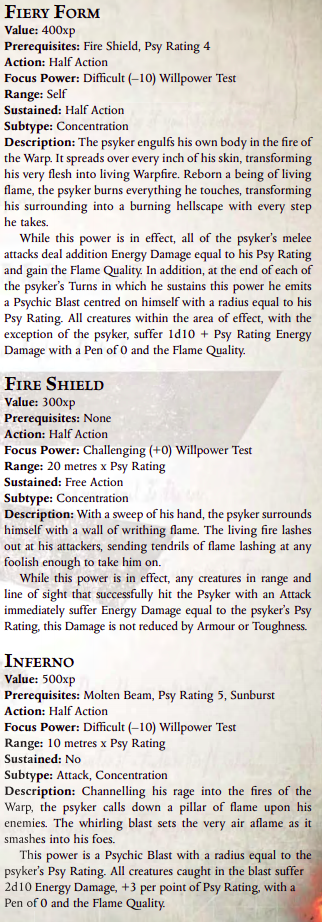 FIERY FORM
Value: 400xp
Prerequisites: Fire Shield, Psy Rating 4
Action: Half Action
Focus Power: Difficult (–10) Willpower Test
Range: Self
Sustained: Half Action
Subtype: Concentration
Description: The psyker engulfs his own body in the fire of
the Warp. It spreads over every inch of his skin, transforming
his very flesh into living Warpfire. Reborn a being of living
flame, the psyker burns everything he touches, transforming
his surrounding into a burning hellscape with every step
he takes.
While this power is in effect, all of the psyker's melee
attacks deal addition Energy Damage equal to his Psy Rating
and gain the Flame Quality. In addition, at the end of each of
the psyker's Turns in which he sustains this power he emits
a Psychic Blast centred on himself with a radius equal to his
Psy Rating. All creatures within the area of effect, with the
exception of the psyker, suffer 1d10 + Psy Rating Energy
Damage with a Pen of 0 and the Flame Quality.
FIRE SHIELD
Value: 300xp
Prerequisites: None
Action: Half Action
Focus Power: Challenging (+0) Willpower Test
Range: 20 metres x Psy Rating
Sustained: Free Action
Subtype: Concentration
Description: With a sweep of his hand, the psyker surrounds
himself with a wall of writhing flame. The living fire lashes
out at his attackers, sending tendrils of flame lashing at any
foolish enough to take him on.
While this power is in effect, any creatures in range and
line of sight that successfully hit the Psyker with an Attack
immediately suffer Energy Damage equal to the psyker's Psy
Rating, this Damage is not reduced by Armour or Toughness.
INFERNO
Value: 500xp
Prerequisites: Molten Beam, Psy Rating 5, Sunburst
Action: Half Action
Focus Power: Difficult (–10) Willpower Test
Range: 10 metres x Psy Rating
Sustained: No
Subtype: Attack, Concentration
Description: Channelling his rage into the fires of the
Warp, the psyker calls down a pillar of flame upon his
enemies. The whirling blast sets the very air aflame as it
smashes into his foes.
This power is a Psychic Blast with a radius equal to the
psyker's Psy Rating. All creatures caught in the blast suffer
2d10 Energy Damage, +3 per point of Psy Rating, with a
Pen of 0 and the Flame Quality.